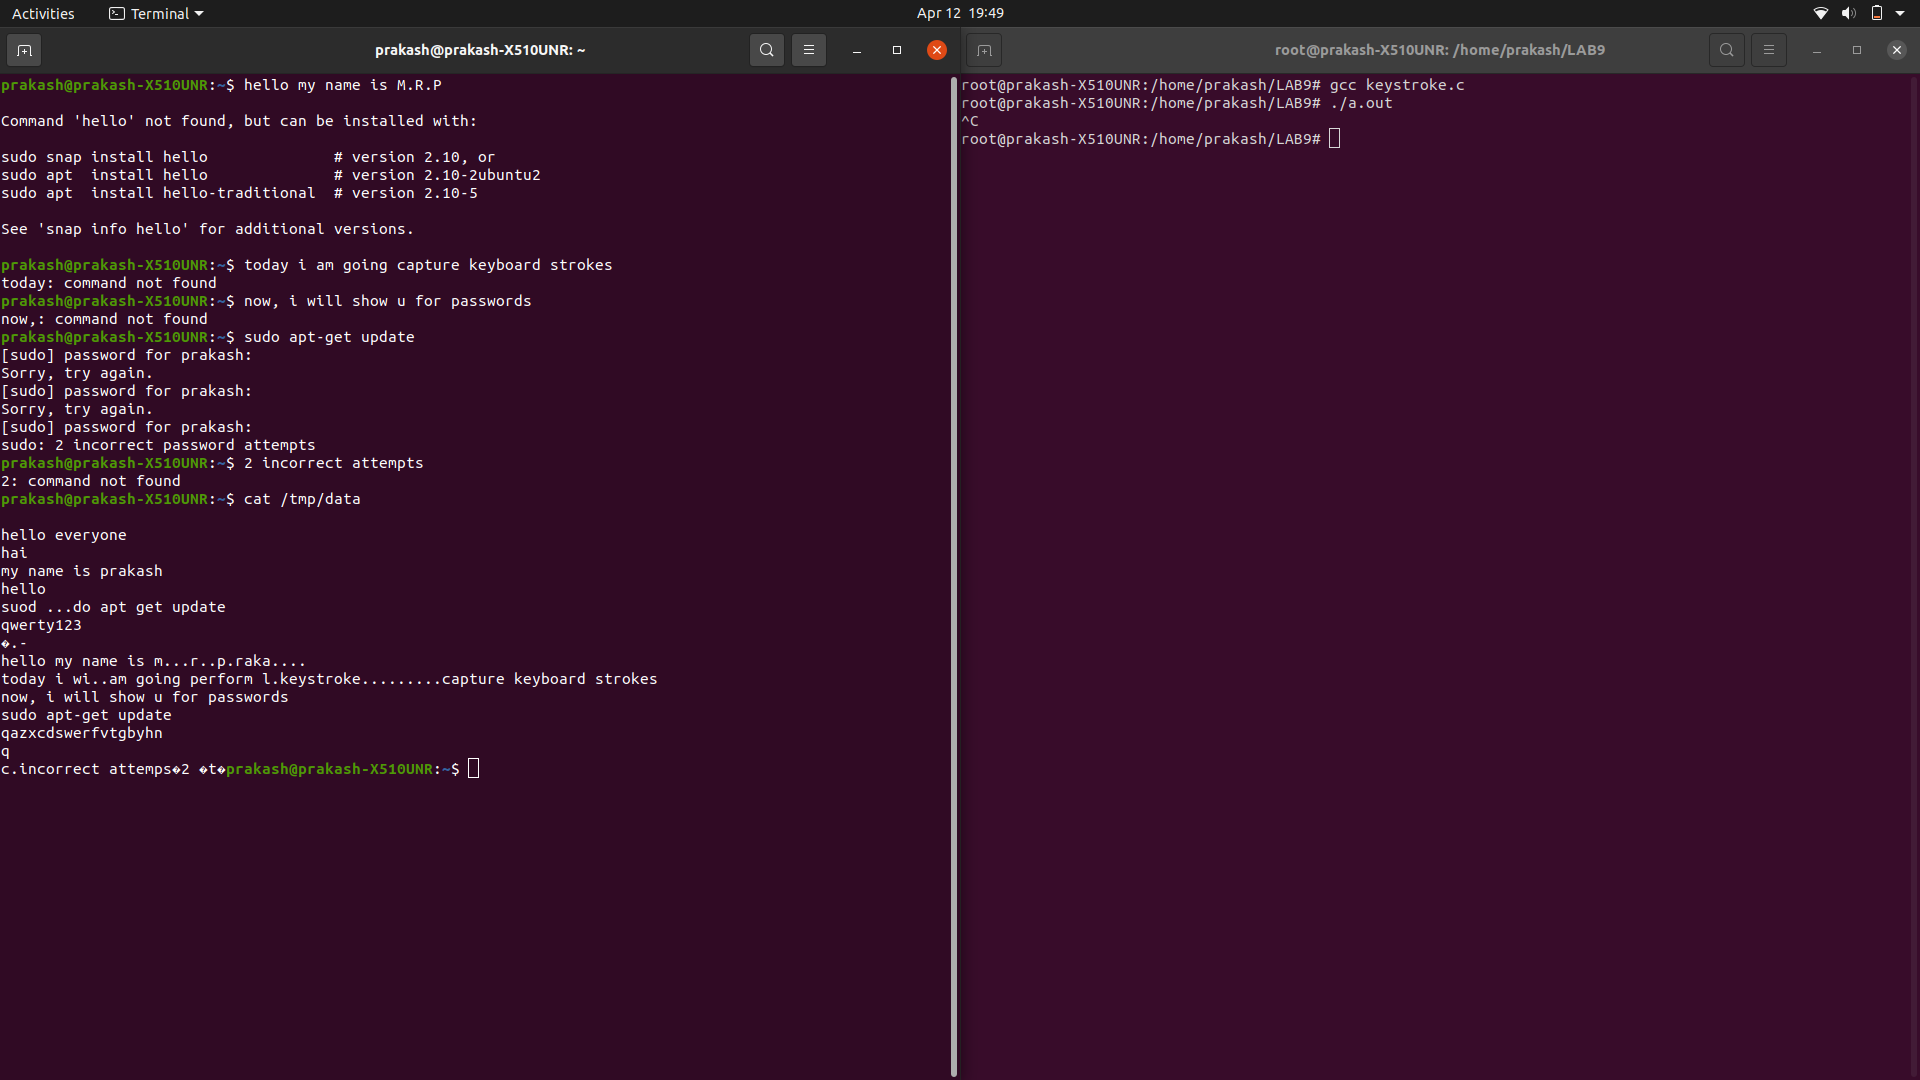 Activities Terminal Apr 12 19:49
prakash@prakash-X510UNR: ~
prakash@prakash-X510UNR:~$ hello my name is M.R.P

Command 'hello' not found, but can be installed with:

sudo snap install hello              # version 2.10, or
sudo apt  install hello              # version 2.10-2ubuntu2
sudo apt  install hello-traditional  # version 2.10-5

See 'snap info hello' for additional versions.

prakash@prakash-X510UNR:~$ today i am going capture keyboard strokes
today: command not found
prakash@prakash-X510UNR:~$ now, i will show u for passwords
now,: command not found
prakash@prakash-X510UNR:~$ sudo apt-get update
[sudo] password for prakash:
Sorry, try again.
[sudo] password for prakash:
Sorry, try again.
[sudo] password for prakash:
sudo: 2 incorrect password attempts
prakash@prakash-X510UNR:~$ 2 incorrect attempts
2: command not found
prakash@prakash-X510UNR:~$ cat /tmp/data

hello everyone
hai
my name is prakash
hello
suod ...do apt get update
qwerty123
�.-
hello my name is m...r..p.raka....
today i wi..am going perform l.keystroke.........capture keyboard strokes
now, i will show u for passwords
sudo apt-get update
qazxcdswerfvtgbyhn
q
c.incorrect attemps�2 �t�prakash@prakash-X510UNR:~$
root@prakash-X510UNR: /home/prakash/LAB9
root@prakash-X510UNR:/home/prakash/LAB9# gcc keystroke.c
root@prakash-X510UNR:/home/prakash/LAB9# ./a.out
^C
root@prakash-X510UNR:/home/prakash/LAB9#